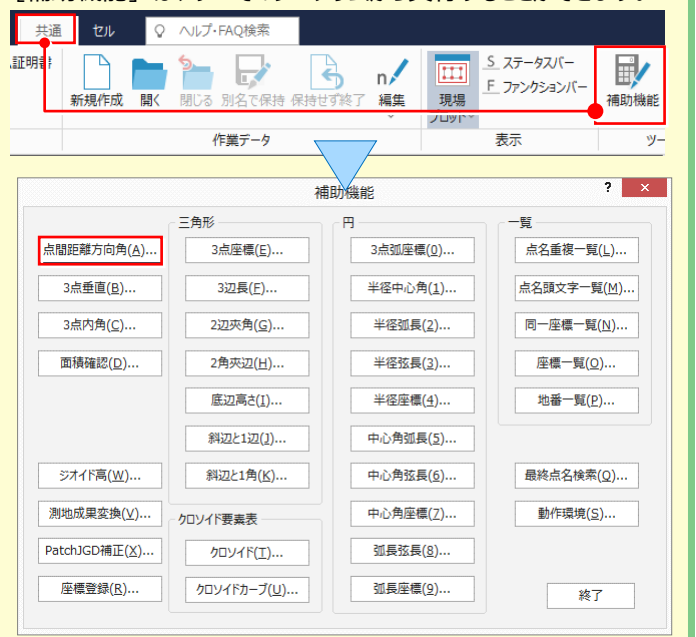 共通 セル ヘルプ・FAQ検索
証明書 新規作成 開く 閉じる 別名で保持 保持せず終了 編集 現場プロット S ステータスバー F ファンクションバー 補助機能
作業データ 表示 ツー
補助機能 ? ×
点間距離方向角(A)...
3点垂直(B)...
3点内角(C)...
面積確認(D)...
ジオイド高(W)...
測地成果変換(V)...
PatchJGD補正(X)...
座標登録(R)...
三角形
3点座標(E)...
3辺長(F)...
2辺夾角(G)...
2角夾辺(H)...
底辺高さ(I)...
斜辺と1辺(J)...
斜辺と1角(K)...
クロソイド要素表
クロソイド(T)...
クロソイドカーブ(U)...
円
3点弧座標(0)...
半径中心角(1)...
半径弧長(2)...
半径弦長(3)...
半径座標(4)...
中心角弧長(5)...
中心角弦長(6)...
中心角座標(7)...
弧長弦長(8)...
弧長座標(9)...
一覧
点名重複一覧(L)...
点名頭文字一覧(M)...
同一座標一覧(N)...
座標一覧(O)...
地番一覧(P)...
最終点名検索(Q)...
動作環境(S)...
終了